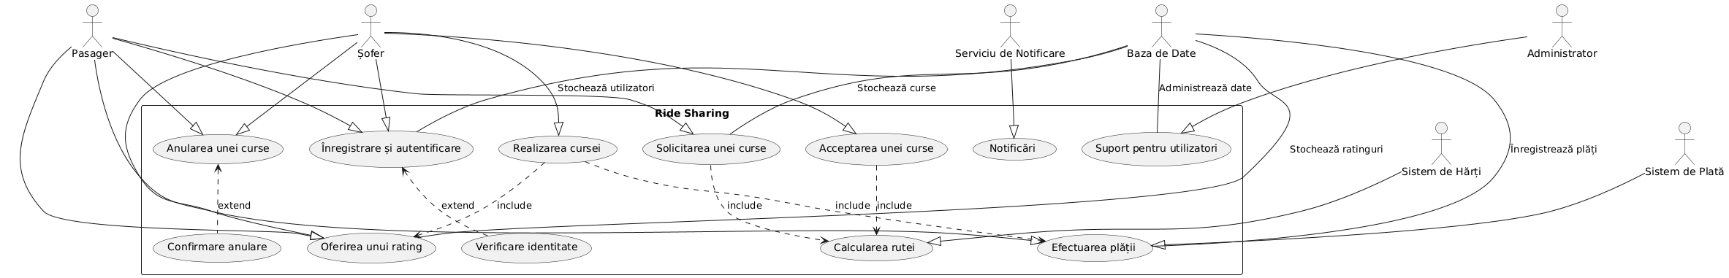 Pasager
Șofer
Serviciu de Notificare
Baza de Date
Administrator
Stochează utilizatori
Stochează curse
Administrează date
Ride Sharing
Anularea unei curse
Înregistrare și autentificare
Realizarea cursei
Solicitarea unei curse
Acceptarea unei curse
Notificări
Suport pentru utilizatori
Stochează ratinguri
Înregistrează plăți
Sistem de Hărți
Sistem de Plată
extend
extend
include
include
include
include
Confirmare anulare
Oferirea unui rating
Verificare identitate
Calcularea rutei
Efectuarea plății